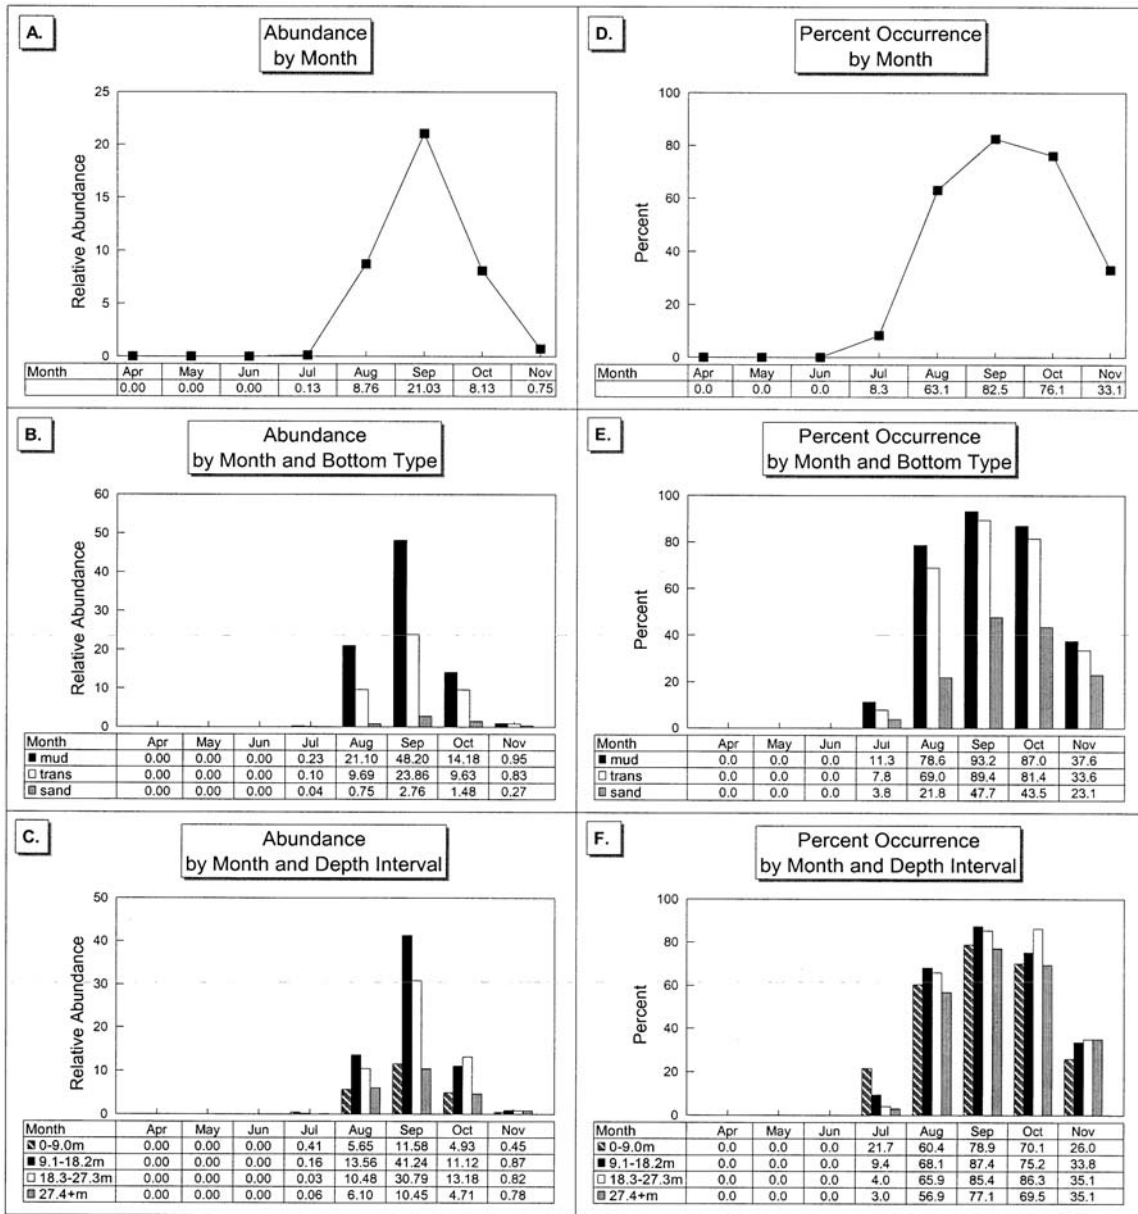 A.
Abundance
by Month
Relative Abundance
25
20
15
10
5
0
Month Apr May Jun Jul Aug Sep Oct Nov
0.00 0.00 0.00 0.13 8.76 21.03 8.13 0.75
D.
Percent Occurrence
by Month
Percent
100
80
60
40
20
0
Month Apr May Jun Jul Aug Sep Oct Nov
0.0 0.0 0.0 8.3 63.1 82.5 76.1 33.1
B.
Abundance
by Month and Bottom Type
Relative Abundance
60
50
40
30
20
10
0
Month Apr May Jun Jul Aug Sep Oct Nov
mud 0.00 0.00 0.00 0.23 21.10 48.20 14.18 0.95
trans 0.00 0.00 0.00 0.10 9.69 23.86 9.63 0.83
sand 0.00 0.00 0.00 0.04 0.75 2.76 1.48 0.27
E.
Percent Occurrence
by Month and Bottom Type
Percent
100
80
60
40
20
0
Month Apr May Jun Jul Aug Sep Oct Nov
mud 0.0 0.0 0.0 11.3 78.6 93.2 87.0 37.6
trans 0.0 0.0 0.0 7.8 69.0 89.4 81.4 33.6
sand 0.0 0.0 0.0 3.8 21.8 47.7 43.5 23.1
C.
Abundance
by Month and Depth Interval
Relative Abundance
50
40
30
20
10
0
Month Apr May Jun Jul Aug Sep Oct Nov
0-9.0m 0.00 0.00 0.00 0.41 5.65 11.58 4.93 0.45
9.1-18.2m 0.00 0.00 0.00 0.16 13.56 41.24 11.12 0.87
18.3-27.3m 0.00 0.00 0.00 0.03 10.48 30.79 13.18 0.82
27.4+m 0.00 0.00 0.00 0.06 6.10 10.45 4.71 0.78
F.
Percent Occurrence
by Month and Depth Interval
Percent
100
80
60
40
20
0
Month Apr May Jun Jul Aug Sep Oct Nov
0-9.0m 0.0 0.0 0.0 21.7 60.4 78.9 70.1 26.0
9.1-18.2m 0.0 0.0 0.0 9.4 68.1 87.4 75.2 33.8
18.3-27.3m 0.0 0.0 0.0 4.0 65.9 85.4 86.3 35.1
27.4+m 0.0 0.0 0.0 3.0 56.9 77.1 69.5 35.1